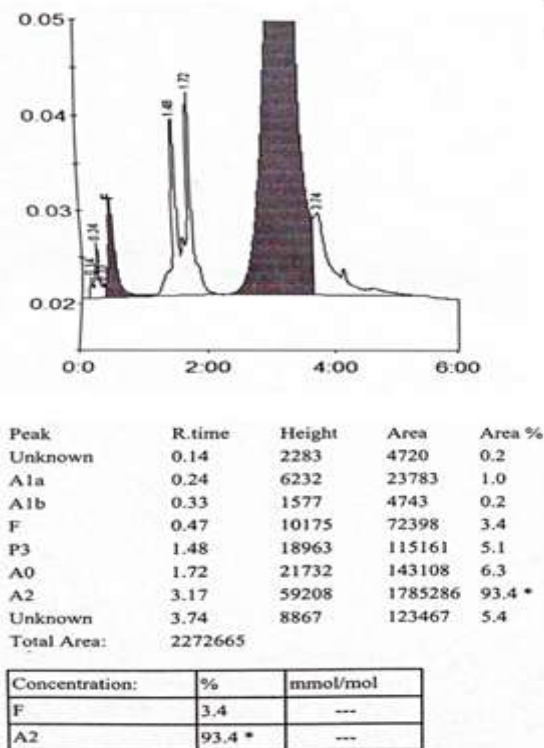 0.05
0.04
0.03
0.02
0.24
1.48
1.72
3.74
0:0 2:00 4:00 6:00
Peak R.time Height Area Area %
Unknown 0.14 2283 4720 0.2
A1a 0.24 6232 23783 1.0
A1b 0.33 1577 4743 0.2
F 0.47 10175 72398 3.4
P3 1.48 18963 115161 5.1
A0 1.72 21732 143108 6.3
A2 3.17 59208 1785286 93.4 *
Unknown 3.74 8867 123467 5.4
Total Area: 2272665
Concentration: % mmol/mol
F 3.4 ---
A2 93.4 * ---